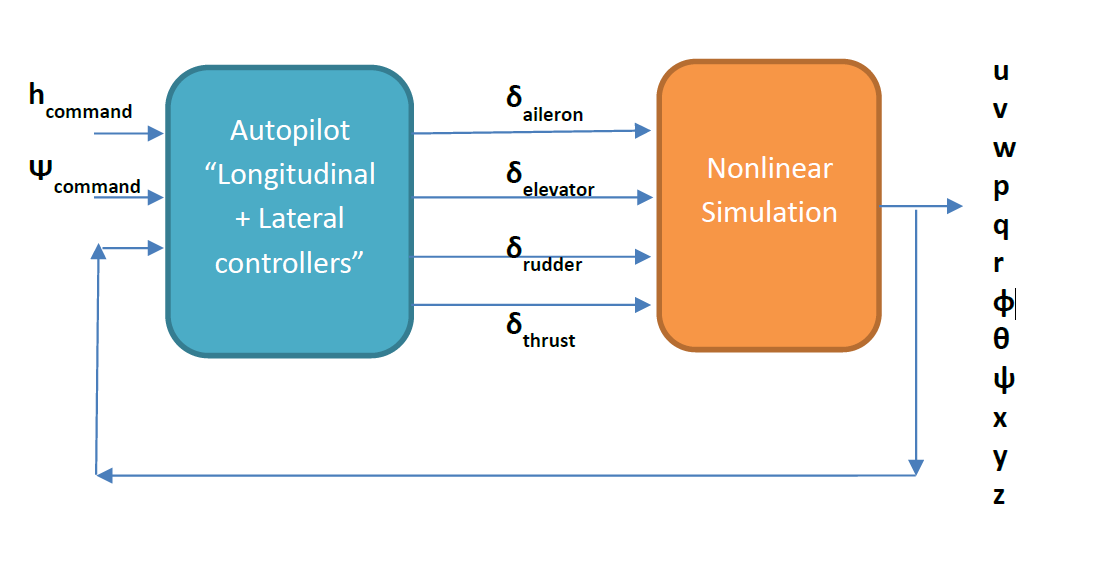 h command
Ψ command
Autopilot
“Longitudinal
+ Lateral
controllers”
δ aileron
δ elevator
δ rudder
δ thrust
Nonlinear
Simulation
u
v
w
p
q
r
ϕ
θ
ψ
x
y
z